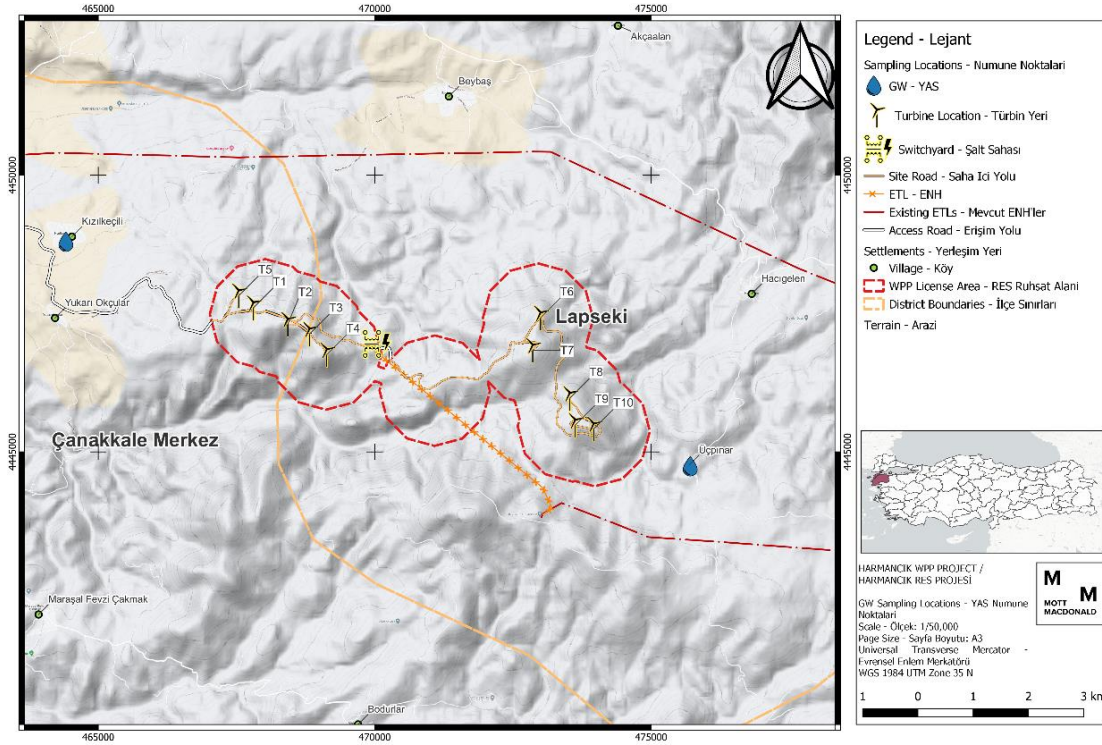 465000
470000
475000
Akçaalan
Beybaş
4450000
4450000
Kızılkeçili
Yukarı Okçular
Hacıgelen
T5
T1
T2
T3
T4
T6
Lapseki
T7
T8
T9
T10
Çanakkale Merkez
4445000
4445000
Üçpınar
Maraşal Fevzi Çakmak
Bodurlar
465000
470000
475000
Legend - Lejant
Sampling Locations - Numune Noktalari
GW - YAS
Turbine Location - Türbin Yeri
Switchyard - Şalt Sahası
Site Road - Saha Ici Yolu
ETL - ENH
Existing ETLs - Mevcut ENH'ler
Access Road - Erişim Yolu
Settlements - Yerleşim Yeri
Village - Köy
WPP License Area - RES Ruhsat Alani
District Boundaries - İlçe Sınırları
Terrain - Arazi
HARMANCIK WPP PROJECT /
HARMANCIK RES PROJESİ
M
M
MOTT
MACDONALD
GW Sampling Locations - YAS Numune
Noktaları
Scale - Ölçek: 1/50,000
Page Size - Sayfa Boyutu: A3
Universal Transverse Mercator -
Evrensel Enlem Merkatörü
WGS 1984 UTM Zone 35 N
1 0 1 2 3 km